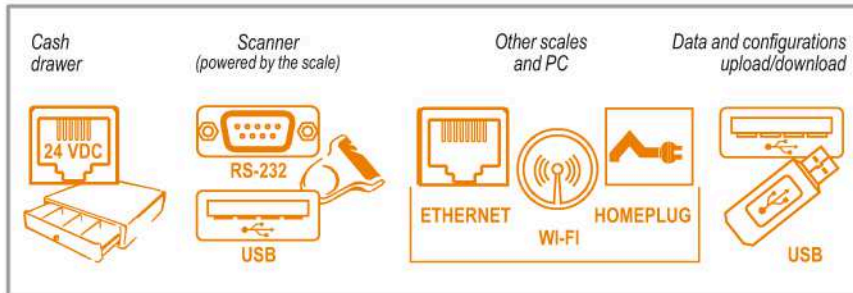 Cash
drawer
Scanner
(powered by the scale)
Other scales
and PC
Data and configurations
upload/download
24 VDC
RS-232
USB
ETHERNET
WI-FI
HOMEPLUG
USB